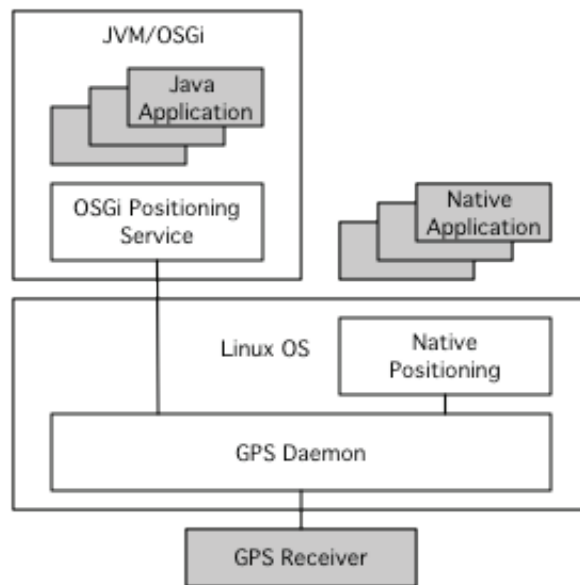 JVM/OSGi
Java
Application
OSGi Positioning
Service
Native
Application
Linux OS
Native
Positioning
GPS Daemon
GPS Receiver